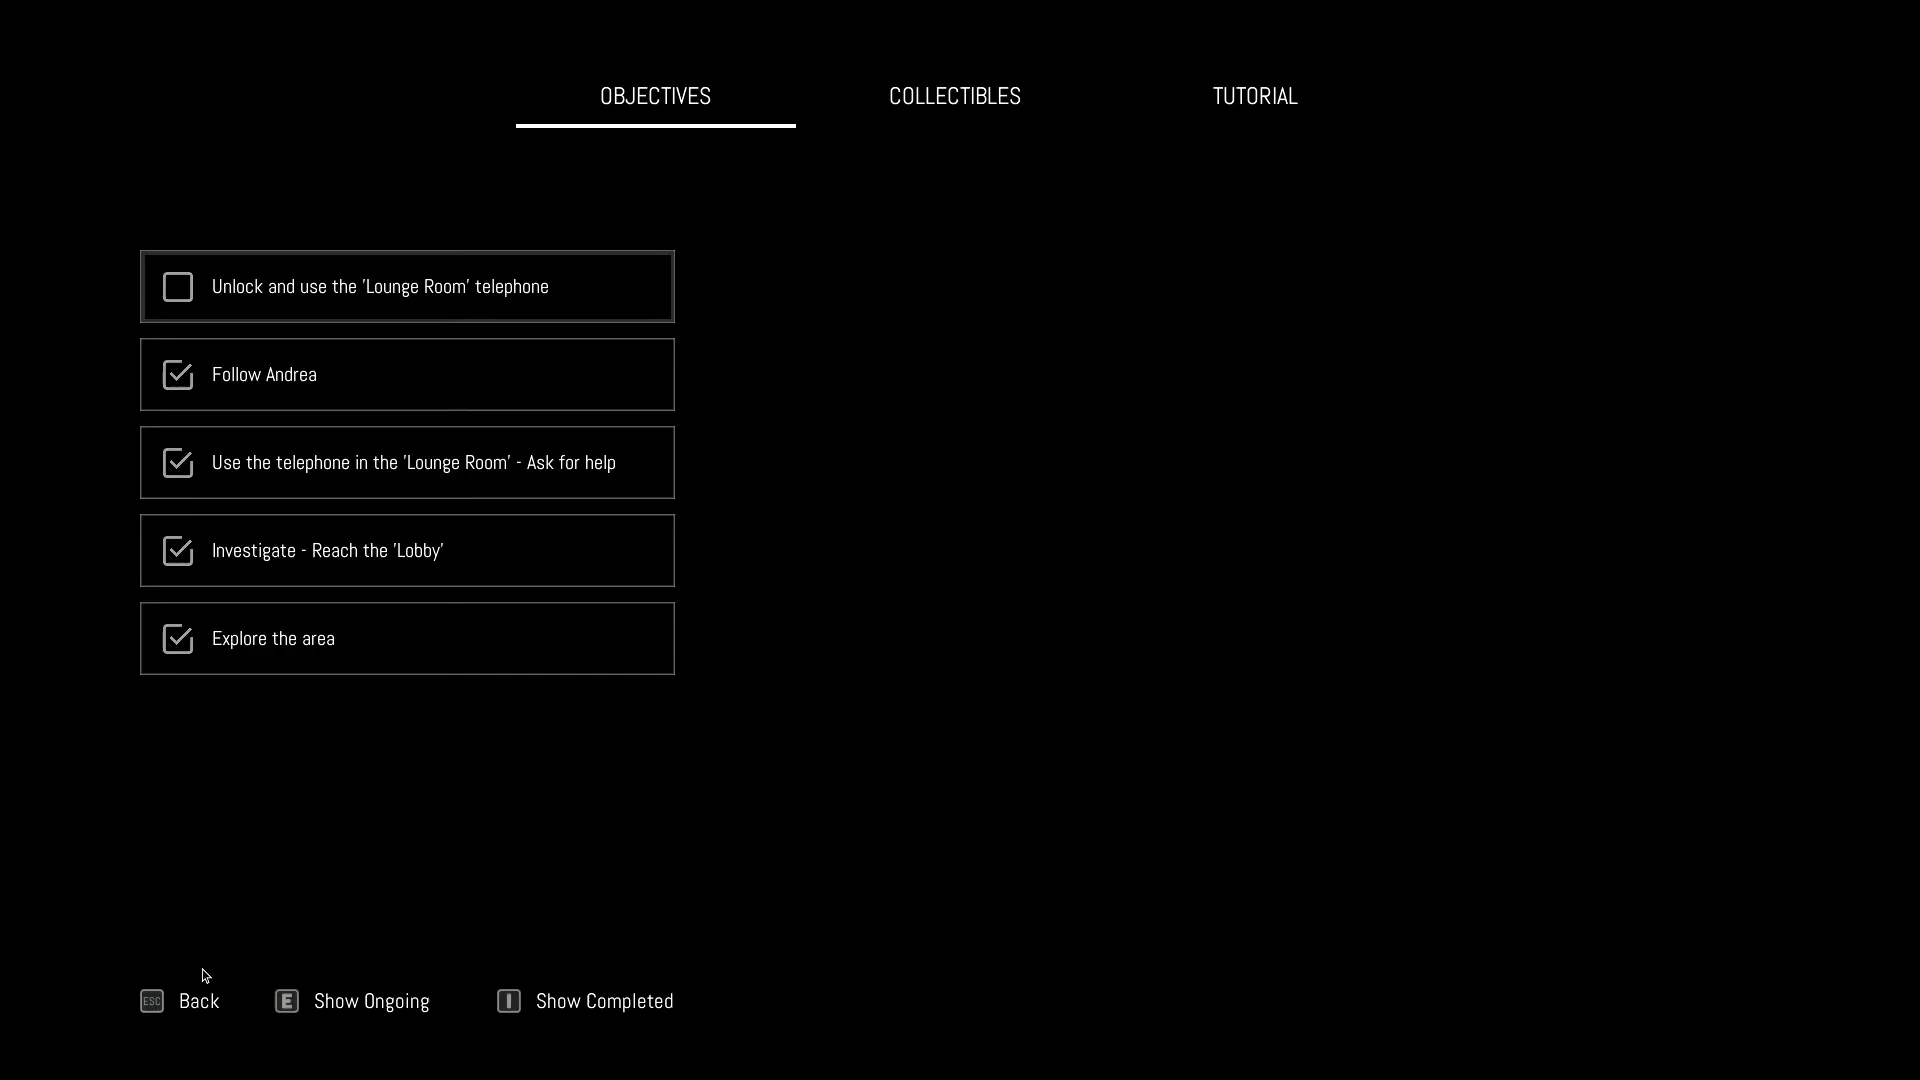 OBJECTIVES COLLECTIBLES TUTORIAL
Unlock and use the 'Lounge Room' telephone
Follow Andrea
Use the telephone in the 'Lounge Room' - Ask for help
Investigate - Reach the 'Lobby'
Explore the area
ESC Back E Show Ongoing I Show Completed